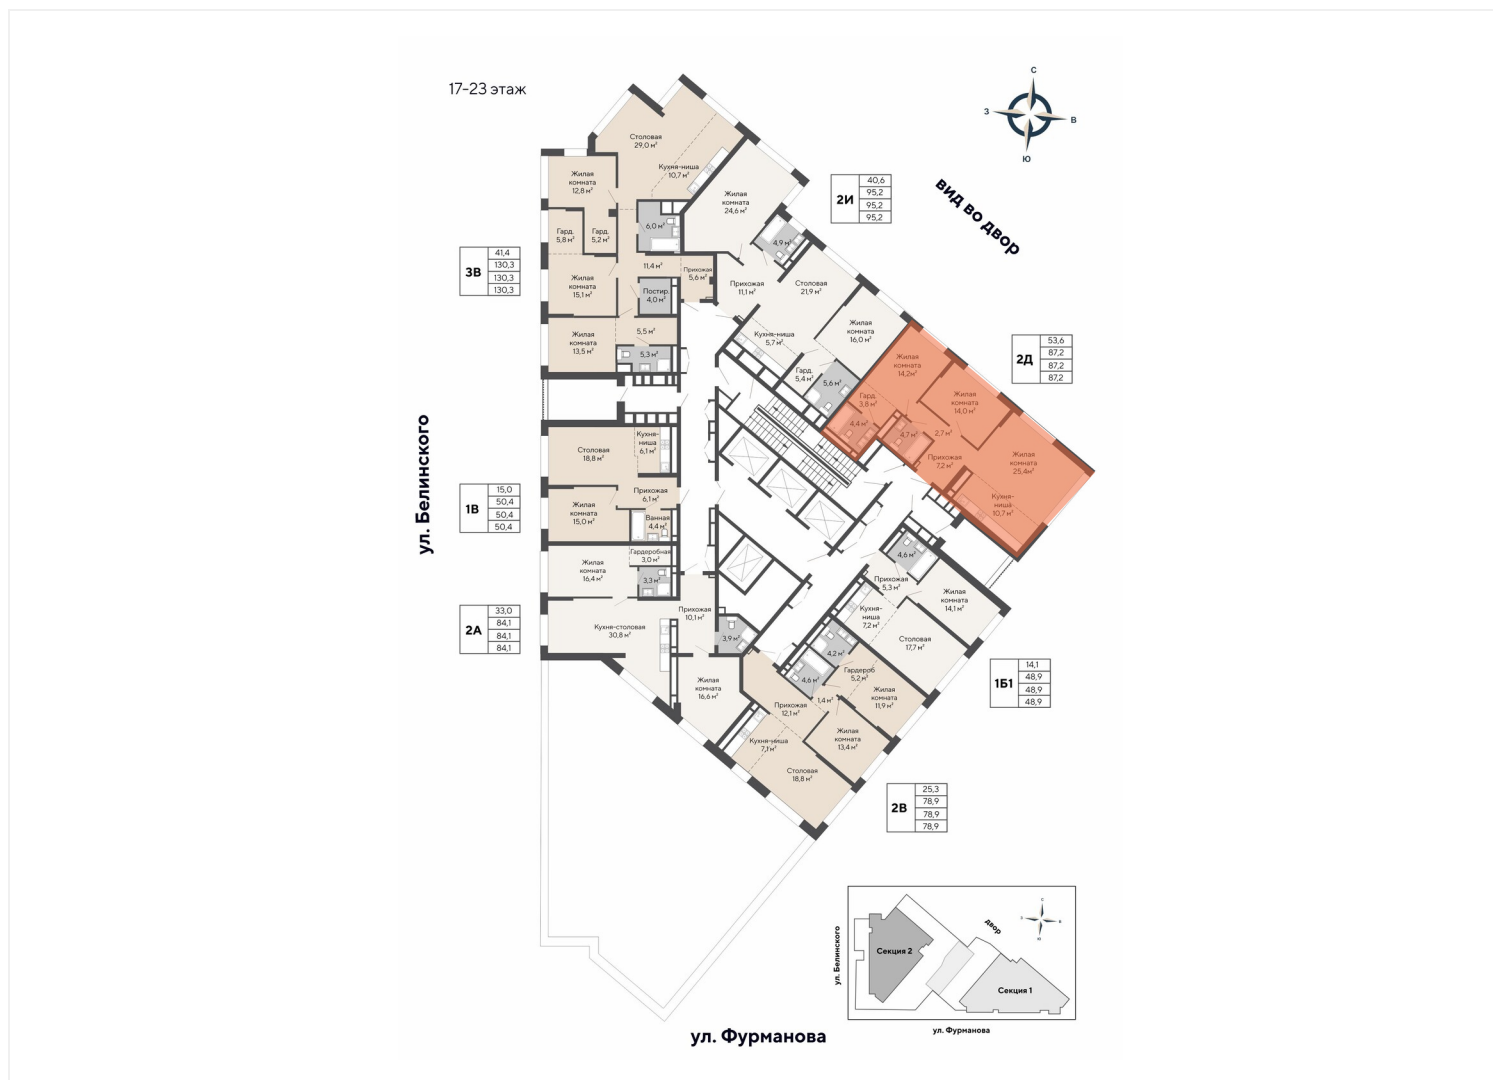 17-23 этаж
С
З
В
Ю
Столовая
29,0 м²
Кухня-ниша
10,7 м²
Жилая
комната
12,8 м²
Гард.
5,8 м²
Гард.
5,2 м²
6,0 м²
11,4 м²
Прихожая
5,6 м²
Жилая
комната
15,1 м²
Постир.
4,0 м²
Жилая
комната
13,5 м²
5,5 м²
5,3 м²
3В
41,4
130,3
130,3
130,3
Жилая
комната
24,6 м²
4,9 м²
Прихожая
11,1 м²
Столовая
21,9 м²
Кухня-ниша
5,7 м²
Жилая
комната
16,0 м²
Гард.
5,4 м²
5,6 м²
2И
40,6
95,2
95,2
95,2
вид во двор
Жилая
комната
14,2м²
Гард.
3,8 м²
4,4 м²
4,7 м²
2,7 м²
Жилая
комната
14,0 м²
Прихожая
7,2 м²
Жилая
комната
25,4м²
Кухня-
ниша
10,7 м²
2Д
53,6
87,2
87,2
87,2
ул. Белинского
Столовая
18,8 м²
Кухня-
ниша
6,1 м²
Прихожая
6,1 м²
Жилая
комната
15,0 м²
Ванная
4,4 м²
1В
15,0
50,4
50,4
50,4
Гардеробная
3,0 м²
Жилая
комната
16,4 м²
3,3 м²
Кухня-столовая
30,8 м²
Прихожая
10,1 м²
3,9 м²
Жилая
комната
16,6 м²
2А
33,0
84,1
84,1
84,1
4,6 м²
Прихожая
5,3 м²
Жилая
комната
14,1 м²
Кухня-
ниша
7,2 м²
Столовая
17,7 м²
1Б1
14,1
48,9
48,9
48,9
4,2 м²
4,6 м²
Гардероб
5,2 м²
1,4 м²
Жилая
комната
11,9 м²
Прихожая
12,1 м²
Жилая
комната
13,4 м²
Кухня-ниша
7,1 м²
Столовая
18,8 м²
2В
25,3
78,9
78,9
78,9
ул. Белинского
Секция 2
двор
Секция 1
ул. Фурманова
ул. Фурманова